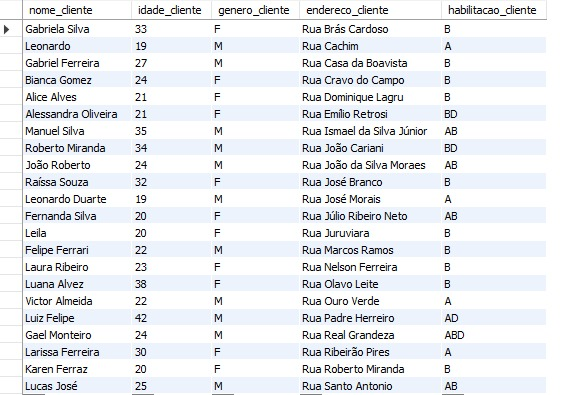 nome_cliente idade_cliente genero_cliente endereco_cliente habilitacao_cliente
Gabriela Silva 33 F Rua Brás Cardoso B
Leonardo 19 M Rua Cachim A
Gabriel Ferreira 27 M Rua Casa da Boavista B
Bianca Gomez 24 F Rua Cravo do Campo B
Alice Alves 21 F Rua Dominique Lagru B
Alessandra Oliveira 21 F Rua Emílio Retrosi BD
Manuel Silva 35 M Rua Ismael da Silva Júnior AB
Roberto Miranda 34 M Rua João Cariani BD
João Roberto 24 M Rua João da Silva Moraes AB
Raíssa Souza 32 F Rua José Branco B
Leonardo Duarte 19 M Rua José Morais A
Fernanda Silva 20 F Rua Júlio Ribeiro Neto AB
Leila 20 F Rua Juruviara B
Felipe Ferrari 22 M Rua Marcos Ramos B
Laura Ribeiro 23 F Rua Nelson Ferreira B
Luana Alvez 38 F Rua Olavo Leite B
Victor Almeida 22 M Rua Ouro Verde A
Luiz Felipe 42 M Rua Padre Herreiro AD
Gael Monteiro 24 M Rua Real Grandeza ABD
Larissa Ferreira 30 F Rua Ribeirão Pires A
Karen Ferraz 20 F Rua Roberto Miranda B
Lucas José 25 M Rua Santo Antonio AB